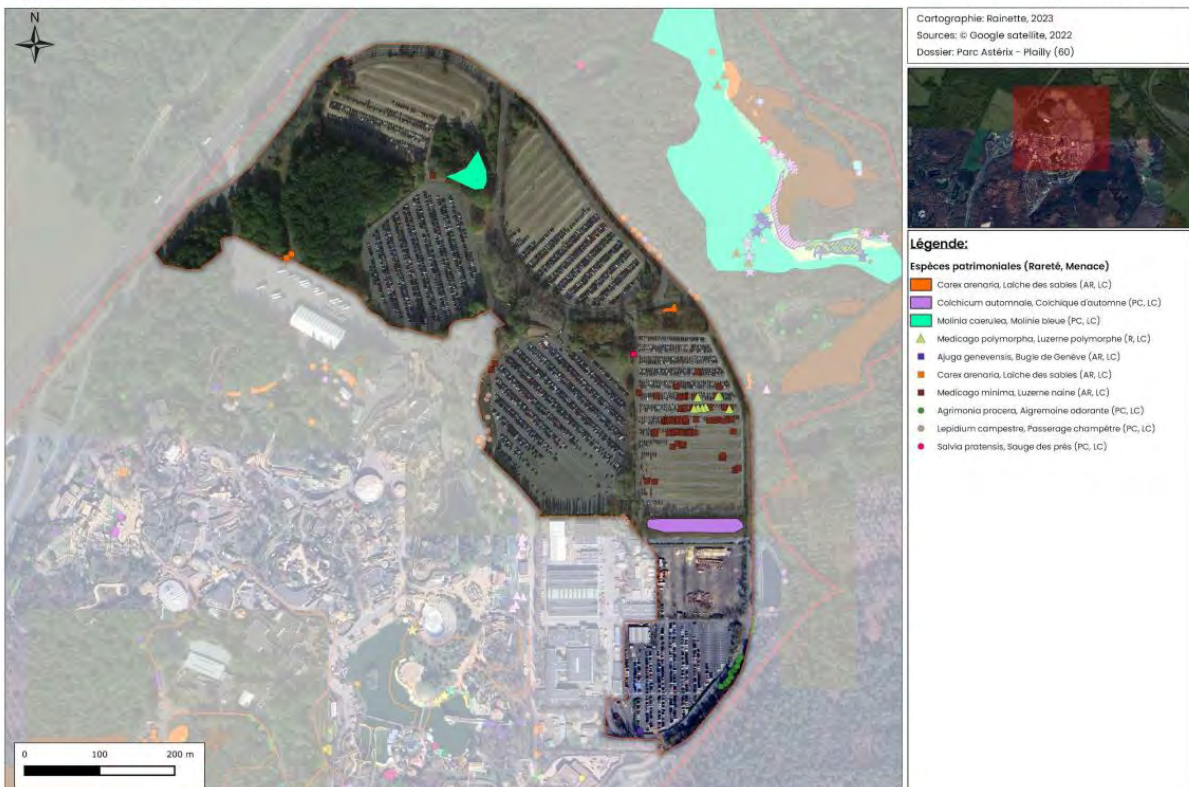 N
Cartographie: Rainette, 2023
Sources: © Google satellite, 2022
Dossier: Parc Astérix - Plailly (60)
Légende:
Espèces patrimoniales (Rareté, Menace)
Carex arenaria, Laîche des sables (AR, LC)
Colchicum automnale, Colchique d'automne (PC, LC)
Molinia caerulea, Molinie bleue (PC, LC)
Medicago polymorpha, Luzerne polymorphe (R, LC)
Ajuga genevensis, Bugle de Genève (AR, LC)
Carex arenaria, Laîche des sables (AR, LC)
Medicago minima, Luzerne naine (AR, LC)
Agrimonia procera, Aigremoine odorante (PC, LC)
Lepidium campestre, Passerage champêtre (PC, LC)
Salvia pratensis, Sauge des prés (PC, LC)
0 100 200 m